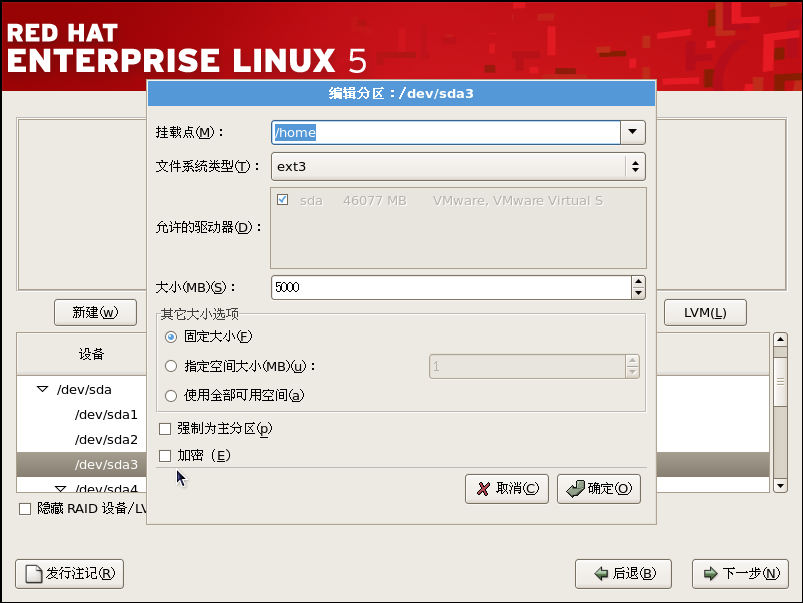 RED HAT
ENTERPRISE LINUX 5
编辑分区：/dev/sda3
挂载点(M)：
/home
文件系统类型(T)：
ext3
允许的驱动器(D)：
sda 46077 MB VMware, VMware Virtual S
大小(MB)(S)：
5000
其它大小选项
固定大小(F)
指定空间大小(MB)(u)：
1
使用全部可用空间(a)
强制为主分区(p)
加密 (E)
取消(C)
确定(O)
新建(w)
LVM(L)
设备
/dev/sda
/dev/sda1
/dev/sda2
/dev/sda3
/dev/sda4
隐藏 RAID 设备/LV
发行注记(R)
后退(B)
下一步(N)